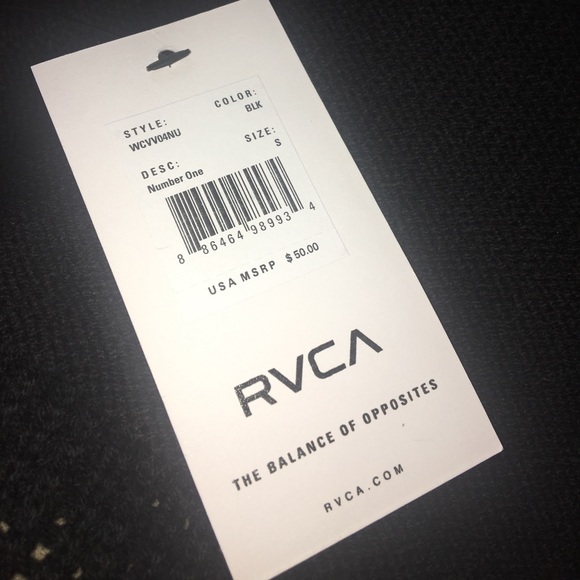 STYLE: COLOR:
WCVV04NU BLK
DESC: SIZE:
Number One S
8 86464 98993 4
USA MSRP $50.00
RVCA
THE BALANCE OF OPPOSITES
RVCA.COM